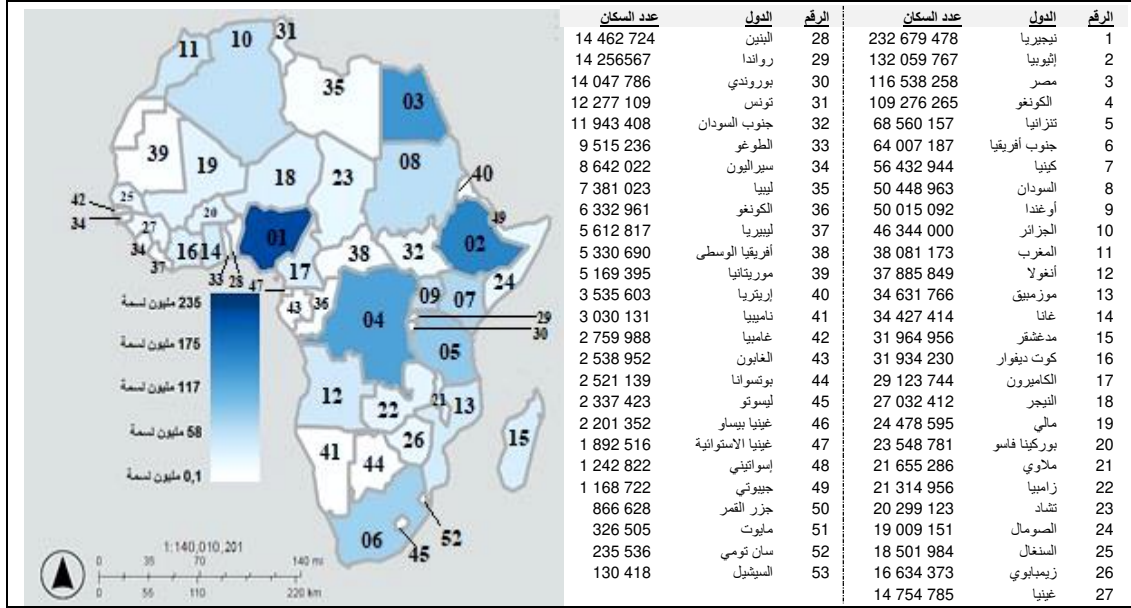 31
10
11
35
03
39
19
18
23
08
40
42
25
20
49
34
27
01
02
34
16 14
38
32
37
17
24
33 28 47
43
36
09
07
04
29
30
05
235 مليون نسمة
175 مليون نسمة
117 مليون نسمة
58 مليون نسمة
0,1 مليون نسمة
12
21
13
22
26
15
41
44
06
45
52
1:140,010,201
0 35 70 140 mi
0 55 110 220 km
الرقم الدول عدد السكان
1 نيجيريا 232 679 478
2 إثيوبيا 132 059 767
3 مصر 116 538 258
4 الكونغو 109 276 265
5 تنزانيا 68 560 157
6 جنوب أفريقيا 64 007 187
7 كينيا 56 432 944
8 السودان 50 448 963
9 أوغندا 50 015 092
10 الجزائر 46 344 000
11 المغرب 38 081 173
12 أنغولا 37 885 849
13 موزمبيق 34 631 766
14 غانا 34 427 414
15 مدغشقر 31 964 956
16 كوت ديفوار 31 934 230
17 الكاميرون 29 123 744
18 النيجر 27 032 412
19 مالي 24 478 595
20 بوركينا فاسو 23 548 781
21 ملاوي 21 655 286
22 زامبيا 21 314 956
23 تشاد 20 299 123
24 الصومال 19 009 151
25 السنغال 18 501 984
26 زيمبابوي 16 634 373
27 غينيا 14 754 785
الرقم الدول عدد السكان
28 البنين 14 462 724
29 رواندا 14 256567
30 بوروندي 14 047 786
31 تونس 12 277 109
32 جنوب السودان 11 943 408
33 الطوغو 9 515 236
34 سيراليون 8 642 022
35 ليبيا 7 381 023
36 الكونغو 6 332 961
37 ليبيريا 5 612 817
38 أفريقيا الوسطى 5 330 690
39 موريتانيا 5 169 395
40 إريتريا 3 535 603
41 ناميبيا 3 030 131
42 غامبيا 2 759 988
43 الغابون 2 538 952
44 بوتسوانا 2 521 139
45 ليسوتو 2 337 423
46 غينيا بيساو 2 201 352
47 غينيا الاستوائية 1 892 516
48 إسواتيني 1 242 822
49 جيبوتي 1 168 722
50 جزر القمر 866 628
51 مايوت 326 505
52 سان تومي 235 536
53 السيشيل 130 418